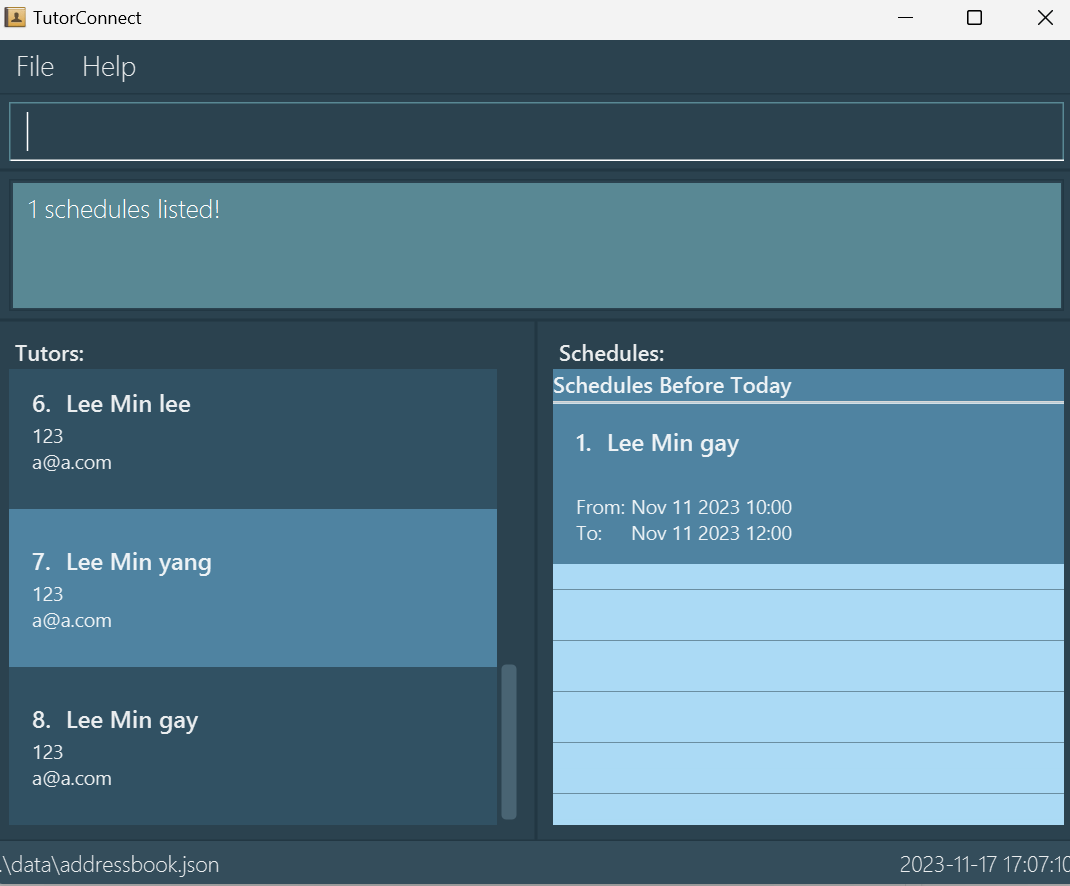 TutorConnect
File Help
1 schedules listed!
Tutors:
6. Lee Min lee
123
a@a.com
7. Lee Min yang
123
a@a.com
8. Lee Min gay
123
a@a.com
Schedules:
Schedules Before Today
1. Lee Min gay
From: Nov 11 2023 10:00
To: Nov 11 2023 12:00
.\data\addressbook.json
2023-11-17 17:07:10